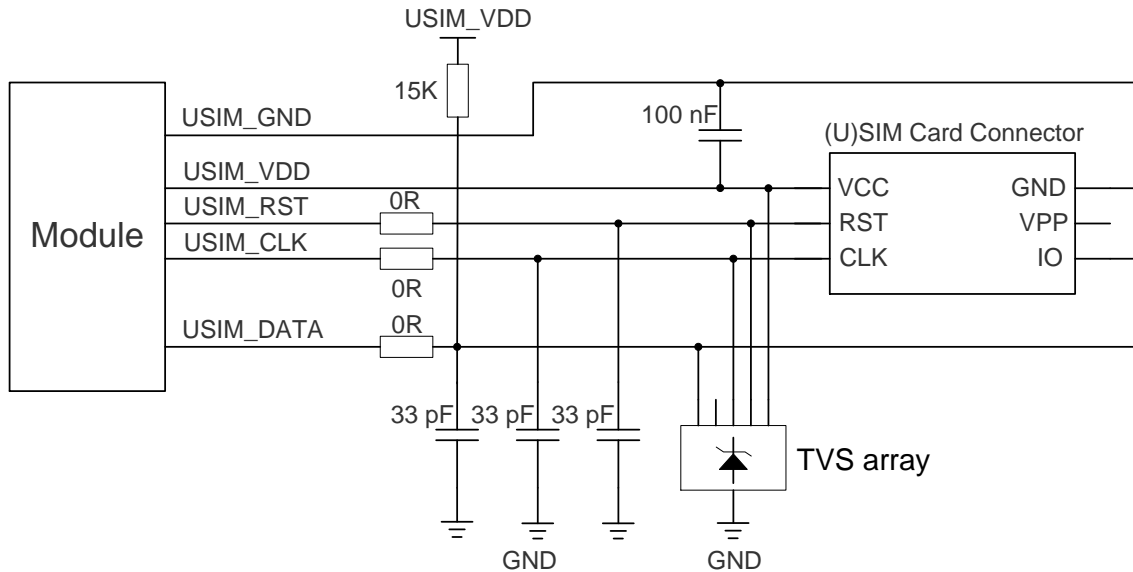 USIM_VDD
15K
USIM_GND
100 nF
(U)SIM Card Connector
USIM_VDD
VCC
GND
USIM_RST
0R
RST
VPP
Module
USIM_CLK
CLK
IO
0R
USIM_DATA
0R
33 pF
33 pF
33 pF
TVS array
GND
GND